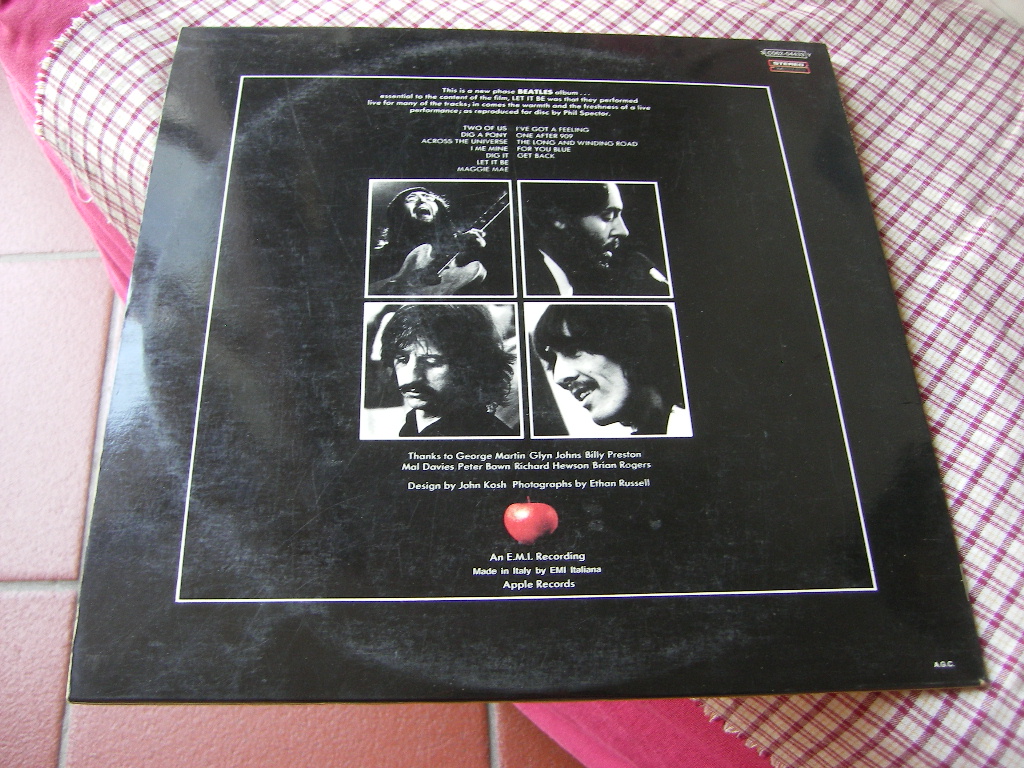 3C062-04433
STEREO
This is a new phase BEATLES album . . .
essential to the content of the film, LET IT BE was that they performed
live for many of the tracks; in comes the warmth and the freshness of a live
performance; as reproduced for disc by Phil Spector.
TWO OF US
DIG A PONY
ACROSS THE UNIVERSE
I ME MINE
DIG IT
LET IT BE
MAGGIE MAE
I'VE GOT A FEELING
ONE AFTER 909
THE LONG AND WINDING ROAD
FOR YOU BLUE
GET BACK
Thanks to George Martin Glyn Johns Billy Preston
Mal Davies Peter Bown Richard Hewson Brian Rogers
Design by John Kosh Photographs by Ethan Russell
An E.M.I. Recording
Made in Italy by EMI Italiana
Apple Records
A.G.C.